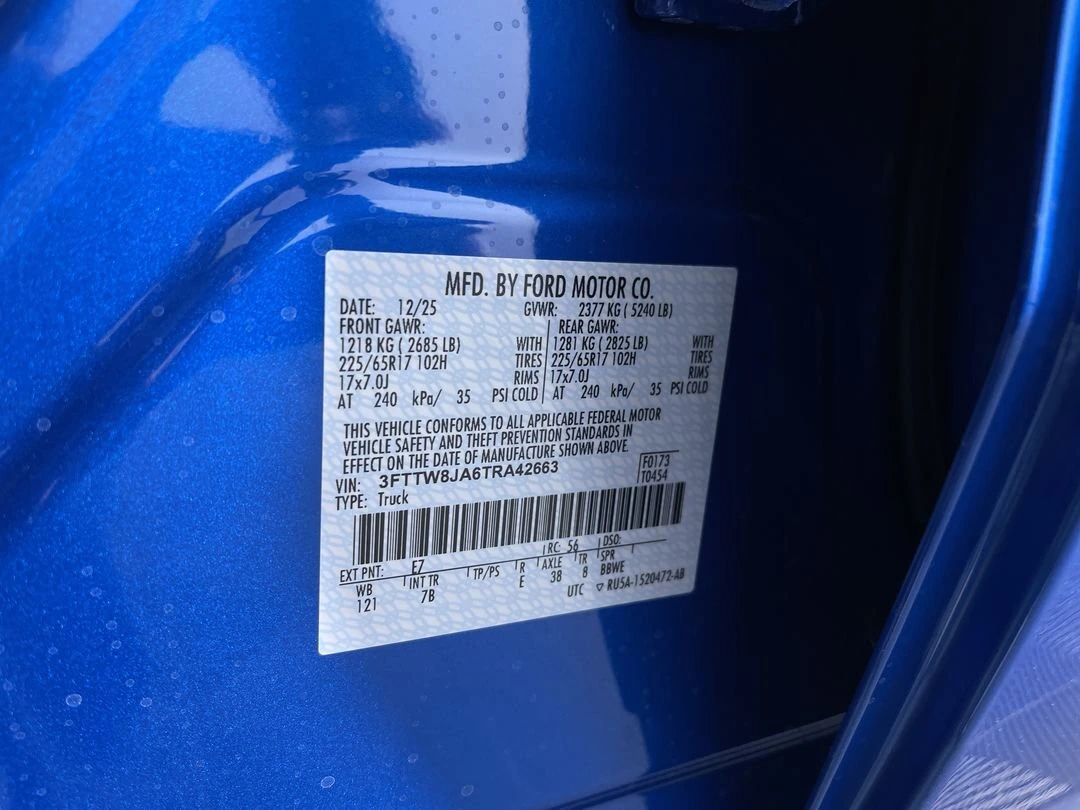 MFD. BY FORD MOTOR CO.
DATE: 12/25 GVWR: 2377 KG ( 5240 LB)
FRONT GAWR: REAR GAWR:
1218 KG ( 2685 LB) WITH 1281 KG ( 2825 LB) WITH
225/65R17 102H TIRES 225/65R17 102H TIRES
17x7.0J RIMS 17x7.0J RIMS
AT 240 kPa/ 35 PSI COLD AT 240 kPa/ 35 PSI COLD
THIS VEHICLE CONFORMS TO ALL APPLICABLE FEDERAL MOTOR
VEHICLE SAFETY AND THEFT PREVENTION STANDARDS IN
EFFECT ON THE DATE OF MANUFACTURE SHOWN ABOVE.
VIN: 3FTTW8JA6TRA42663 F0173
TYPE: Truck T0454
EXT PNT: E7 RC: 56 DSO:
WB INT TR TP/PS R AXLE TR SPR
121 7B E 38 8 BBWE
UTC ▽ RU5A-1520472-AB